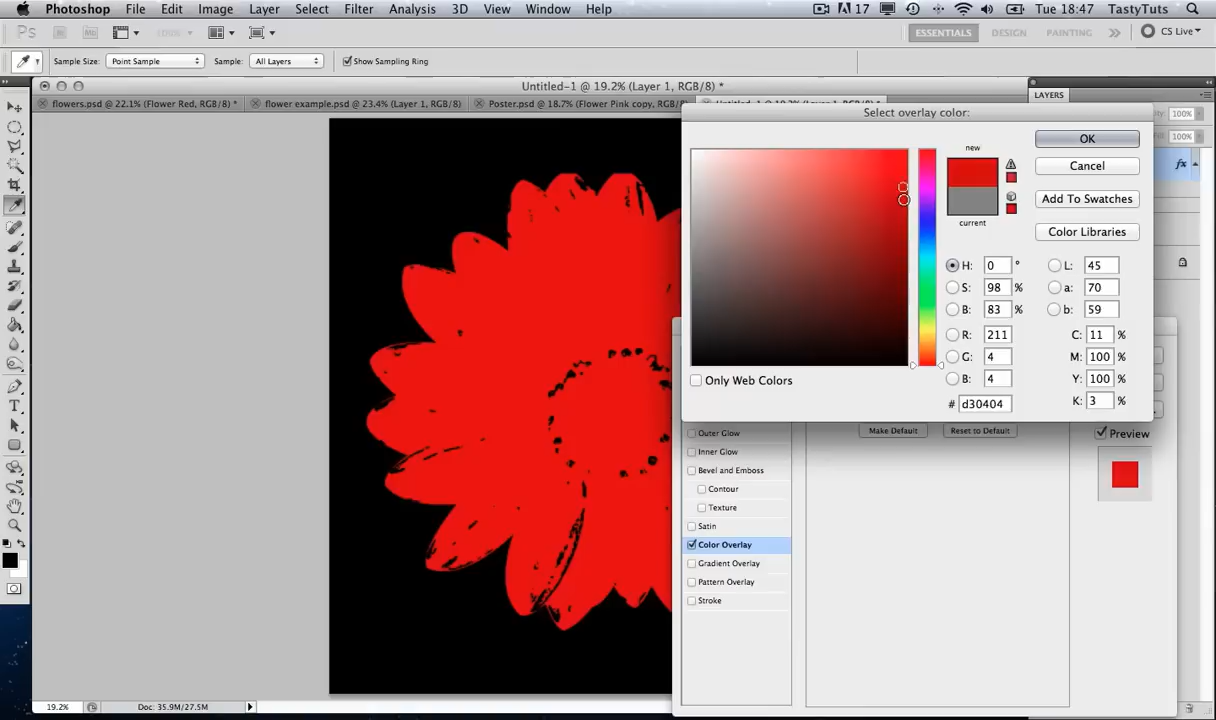 Photoshop File Edit Image Layer Select Filter Analysis 3D View Window Help 17 Tue 18:47 TastyTuts
Ps Br Mb 100% ESSENTIALS DESIGN PAINTING CS Live
Sample Size: Point Sample Sample: All Layers Show Sampling Ring
Untitled-1 @ 19.2% (Layer 1, RGB/8) *
flowers.psd @ 22.1% (Flower Red, RGB/8) * flower example.psd @ 23.4% (Layer 1, RGB/8) Poster.psd @ 18.7% (Flower Pink copy, RGB/8) Untitled-1 @ 19.2% (Layer 1, RGB/8) *
LAYERS
100%
100%
fx
Select overlay color:
new
current
OK
Cancel
Add To Swatches
Color Libraries
H: 0 ° L: 45
S: 98 % a: 70
B: 83 % b: 59
R: 211 C: 11 %
G: 4 M: 100 %
B: 4 Y: 100 %
# d30404 K: 3 %
Only Web Colors
Make Default Reset to Default
Preview
Outer Glow
Inner Glow
Bevel and Emboss
Contour
Texture
Satin
Color Overlay
Gradient Overlay
Pattern Overlay
Stroke
19.2% Doc: 35.9M/27.5M